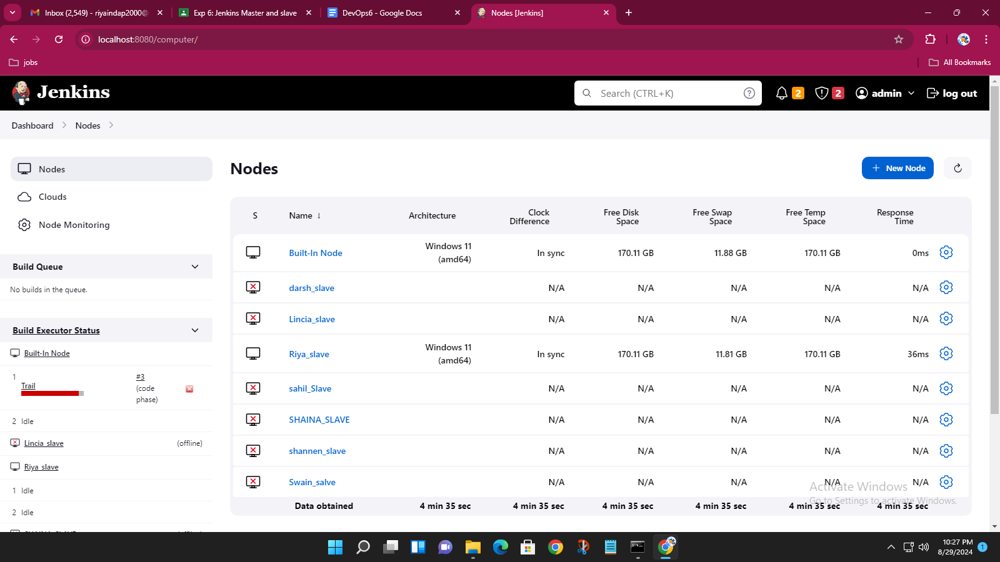 Inbox (2,549) - riyaindap2000@
Exp 6: Jenkins Master and slave
DevOps6 - Google Docs
Nodes [Jenkins]
localhost:8080/computer/
jobs
All Bookmarks
Jenkins
Search (CTRL+K)
2
2
admin
log out
Dashboard
Nodes
Nodes
Clouds
Node Monitoring
Build Queue
No builds in the queue.
Build Executor Status
Built-In Node
1
Trail
#3
(code
phase)
2 Idle
Lincia_slave (offline)
Riya_slave
1 Idle
2 Idle
Nodes
New Node
S Name ↓ Architecture Clock Difference Free Disk Space Free Swap Space Free Temp Space Response Time
Built-In Node Windows 11 (amd64) In sync 170.11 GB 11.88 GB 170.11 GB 0ms
darsh_slave N/A N/A N/A N/A N/A
Lincia_slave N/A N/A N/A N/A N/A
Riya_slave Windows 11 (amd64) In sync 170.11 GB 11.81 GB 170.11 GB 36ms
sahil_Slave N/A N/A N/A N/A N/A
SHAINA_SLAVE N/A N/A N/A N/A N/A
shannen_slave N/A N/A N/A N/A N/A
Swain_salve N/A N/A N/A N/A N/A
Data obtained 4 min 35 sec 4 min 35 sec 4 min 35 sec 4 min 35 sec 4 min 35 sec 4 min 35 sec
Activate Windows
Go to Settings to activate Windows.
10:27 PM
8/29/2024
1